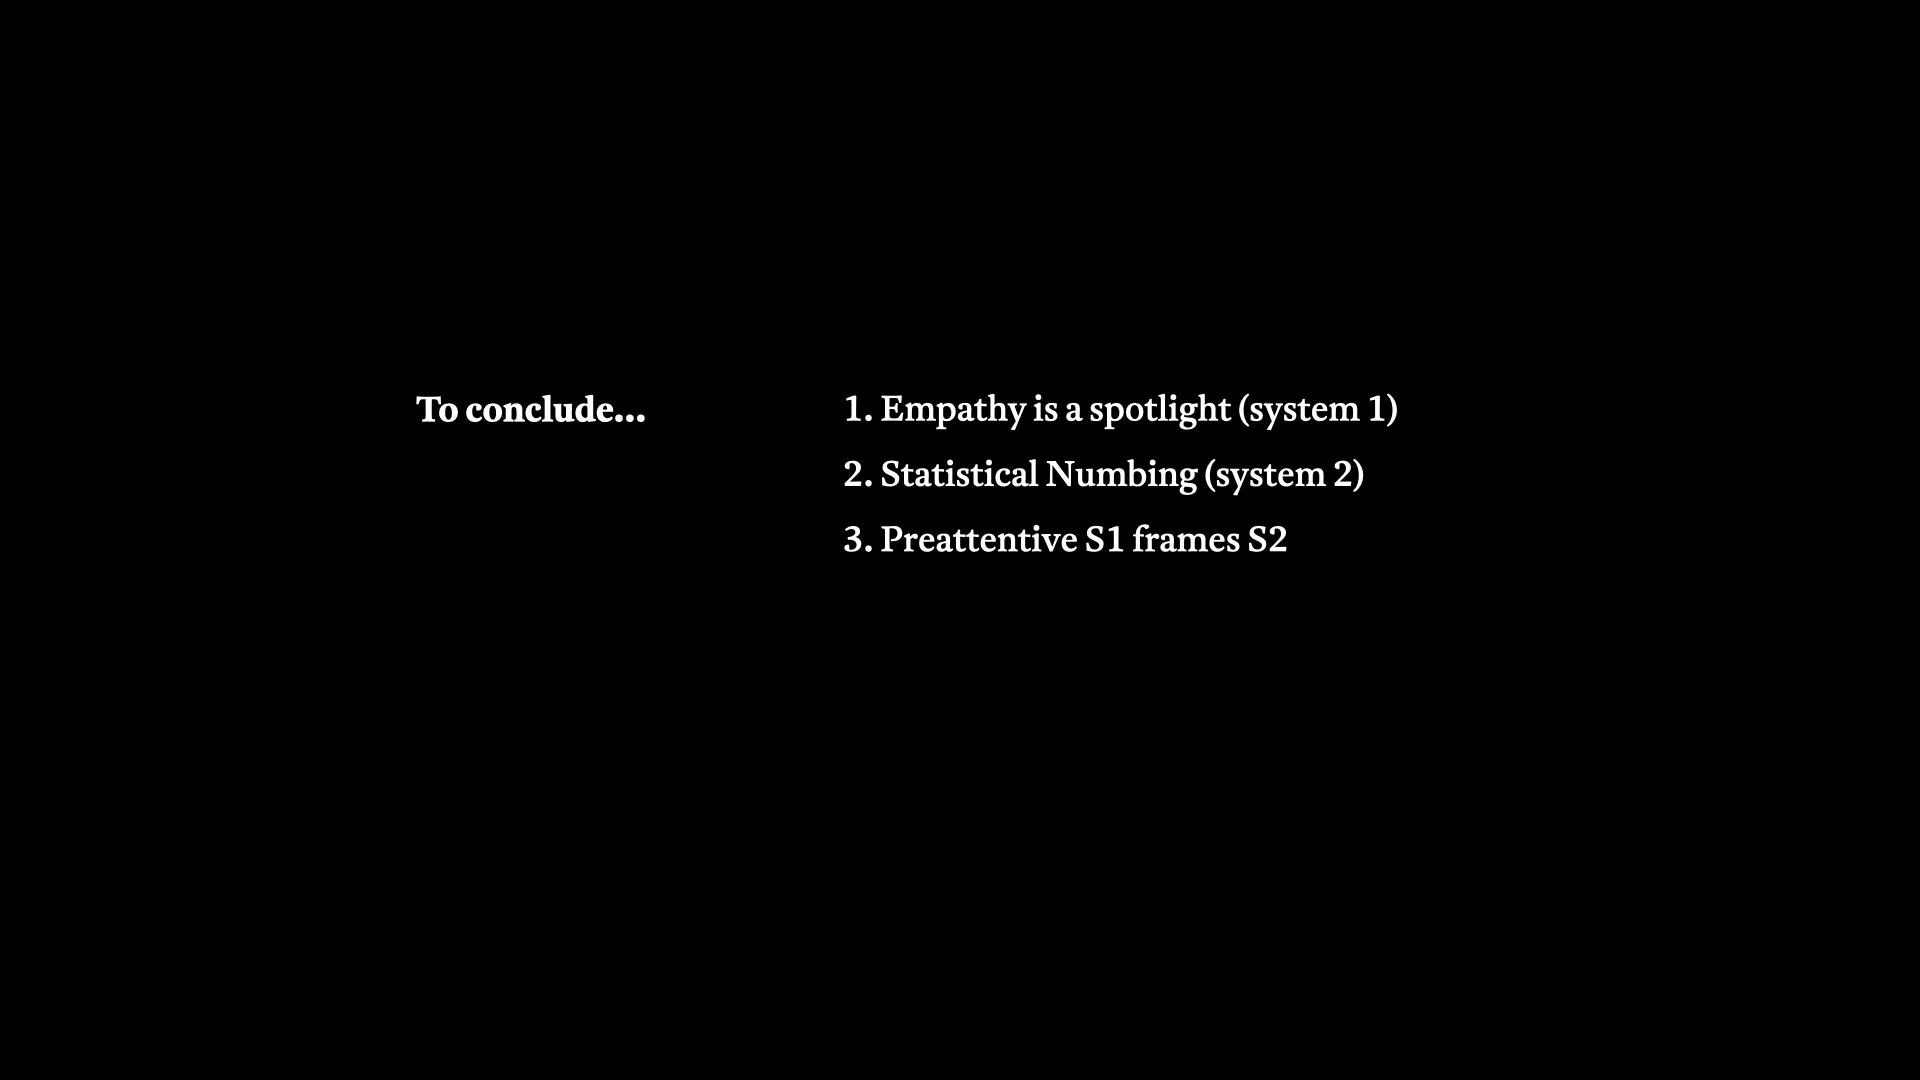 To conclude...
1. Empathy is a spotlight (system 1)
2. Statistical Numbing (system 2)
3. Preattentive S1 frames S2